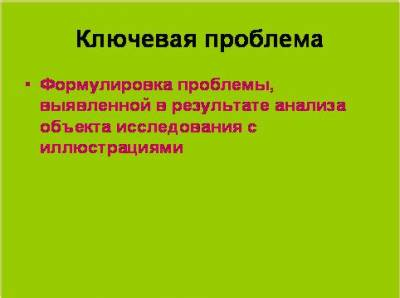 Ключевая проблема
• Формулировка проблемы,
выявленной в результате анализа
объекта исследования с
иллюстрациями